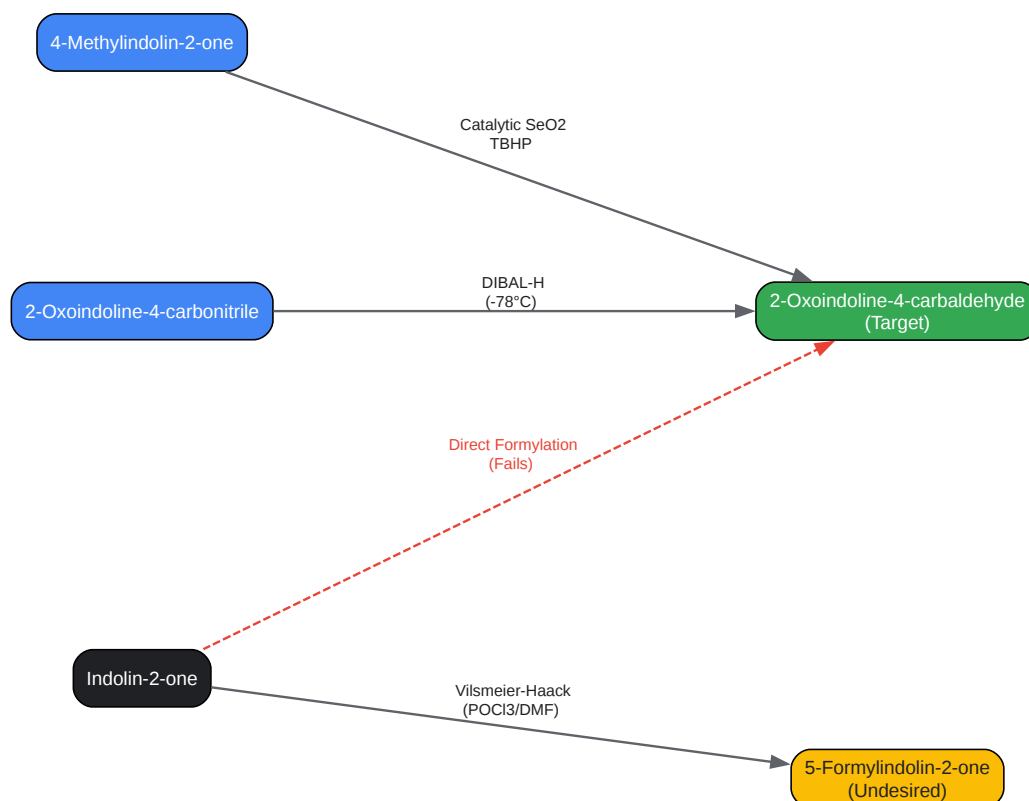 4-Methylindolin-2-one
Catalytic SeO2
TBHP
2-Oxoindoline-4-carbonitrile
DIBAL-H
(-78°C)
2-Oxoindoline-4-carbaldehyde
(Target)
Direct Formylation
(Fails)
Indolin-2-one
Vilsmeier-Haack
(POCl3/DMF)
5-Formylindolin-2-one
(Undesired)